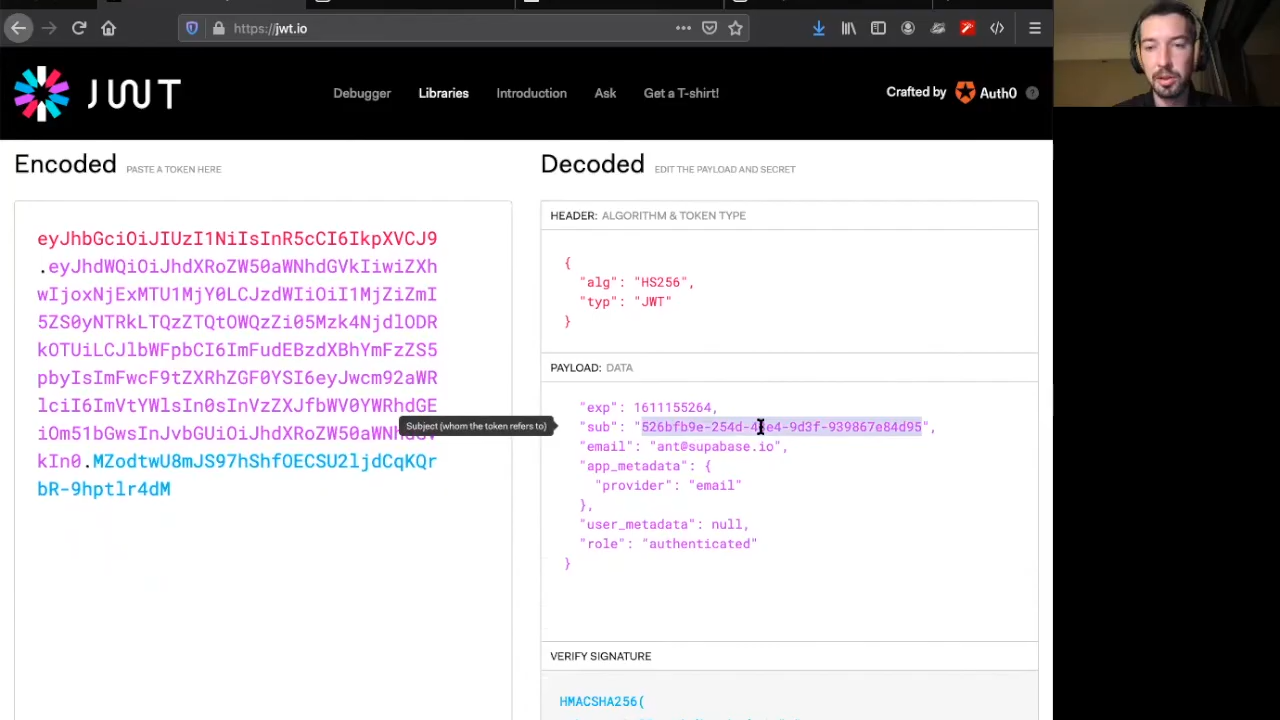 https://jwt.io
JWT
Debugger
Libraries
Introduction
Ask
Get a T-shirt!
Crafted by
Auth0
?
Encoded PASTE A TOKEN HERE
Decoded EDIT THE PAYLOAD AND SECRET
eyJhbGciOiJIUzI1NiIsInR5cCI6IkpXVCJ9
.eyJhdWQiOiJhdXRoZW50aWNhdGVkIiwiZXh
wIjoxNjExMTU1MjY0LCJzdWIiOiI1MjZiZmI
5ZS0yNTRkLTQzZTQtOWQzZi05Mzk4NjdlODR
kOTUiLCJlbWFpbCI6ImFudEBzdXBhYmFzZS5
pbyIsImFwcF9tZXRhZGF0YSI6eyJwcm92aWR
lciI6ImVtYWlsIn0sInVzZXJfbWV0YWRhdGE
iOm51bGwsInJvbGUiOiJhdXRoZW50aWN
kIn0.MZodtwU8mJS97hShfOECSU2ljdCqKQr
bR-9hptlr4dM
Subject (whom the token refers to)
HEADER: ALGORITHM & TOKEN TYPE
{
"alg": "HS256",
"typ": "JWT"
}
PAYLOAD: DATA
"exp": 1611155264,
"sub": "526bfb9e-254d-4 e4-9d3f-939867e84d95",
"email": "ant@supabase.io",
"app_metadata": {
"provider": "email"
},
"user_metadata": null,
"role": "authenticated"
}
VERIFY SIGNATURE
HMACSHA256(